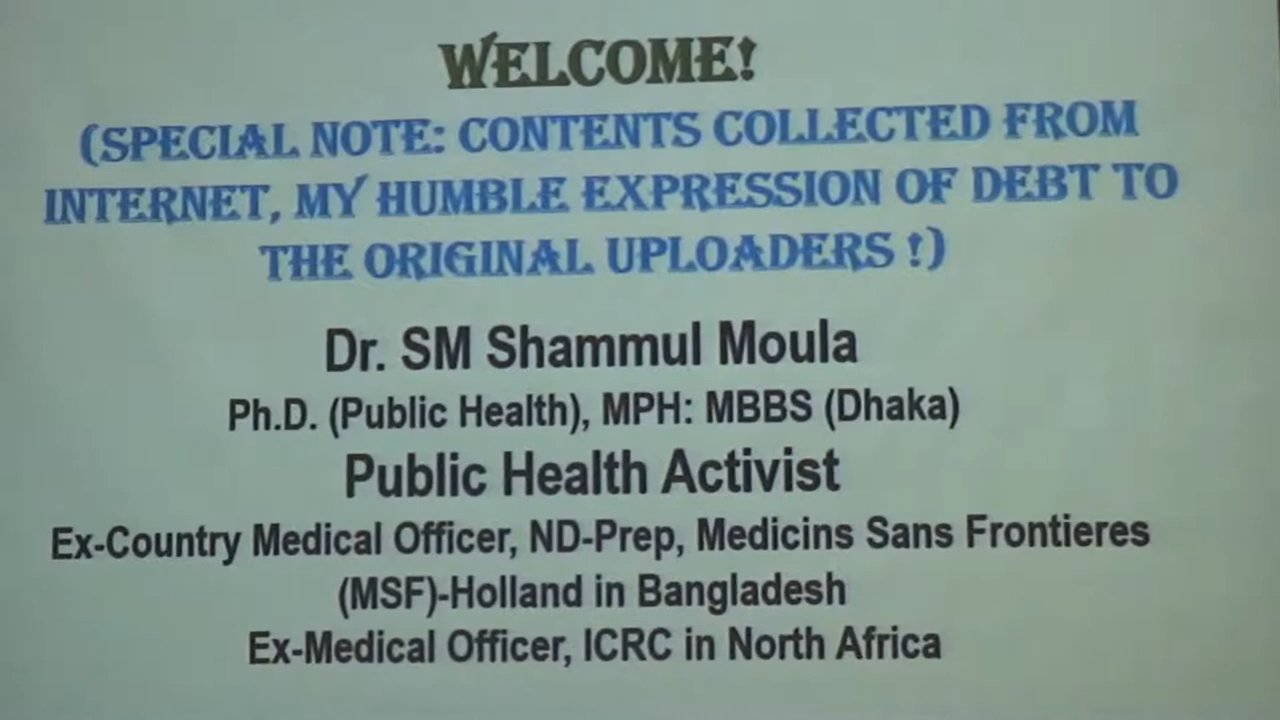 WELCOME!
(SPECIAL NOTE: CONTENTS COLLECTED FROM
INTERNET, MY HUMBLE EXPRESSION OF DEBT TO
THE ORIGINAL UPLOADERS !)
Dr. SM Shammul Moula
Ph.D. (Public Health), MPH: MBBS (Dhaka)
Public Health Activist
Ex-Country Medical Officer, ND-Prep, Medicins Sans Frontieres
(MSF)-Holland in Bangladesh
Ex-Medical Officer, ICRC in North Africa